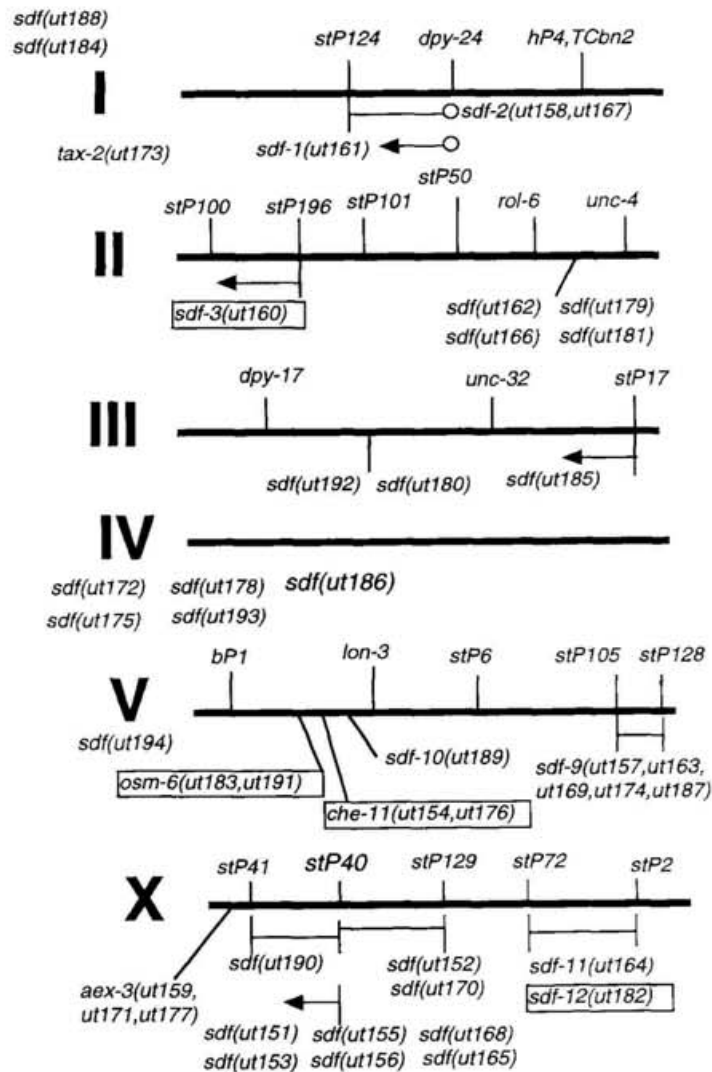 sdf(ut188)
sdf(ut184)
stP124 dpy-24 hP4,TCbn2
I
sdf-2(ut158,ut167)
tax-2(ut173) sdf-1(ut161)
stP100 stP196 stP101 stP50 rol-6 unc-4
II
sdf-3(ut160) sdf(ut162) sdf(ut179)
sdf(ut166) sdf(ut181)
dpy-17 unc-32 stP17
III
sdf(ut192) sdf(ut180) sdf(ut185)
IV
sdf(ut172) sdf(ut178) sdf(ut186)
sdf(ut175) sdf(ut193)
bP1 lon-3 stP6 stP105 stP128
V
sdf(ut194)
sdf-10(ut189) sdf-9(ut157,ut163,
osm-6(ut183,ut191) ut169,ut174,ut187)
che-11(ut154,ut176)
stP41 stP40 stP129 stP72 stP2
X
sdf(ut190) sdf(ut152) sdf-11(ut164)
aex-3(ut159, sdf(ut170) sdf-12(ut182)
ut171,ut177)
sdf(ut151) sdf(ut155) sdf(ut168)
sdf(ut153) sdf(ut156) sdf(ut165)